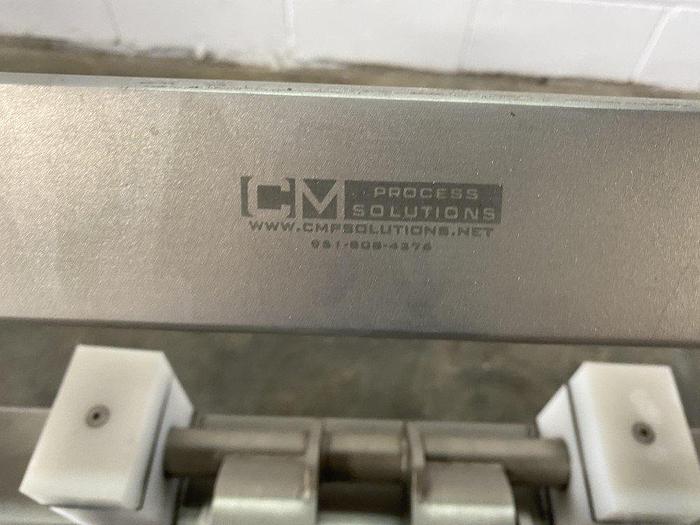 CM PROCESS
SOLUTIONS
WWW.CMPSOLUTIONS.NET
951-808-4376